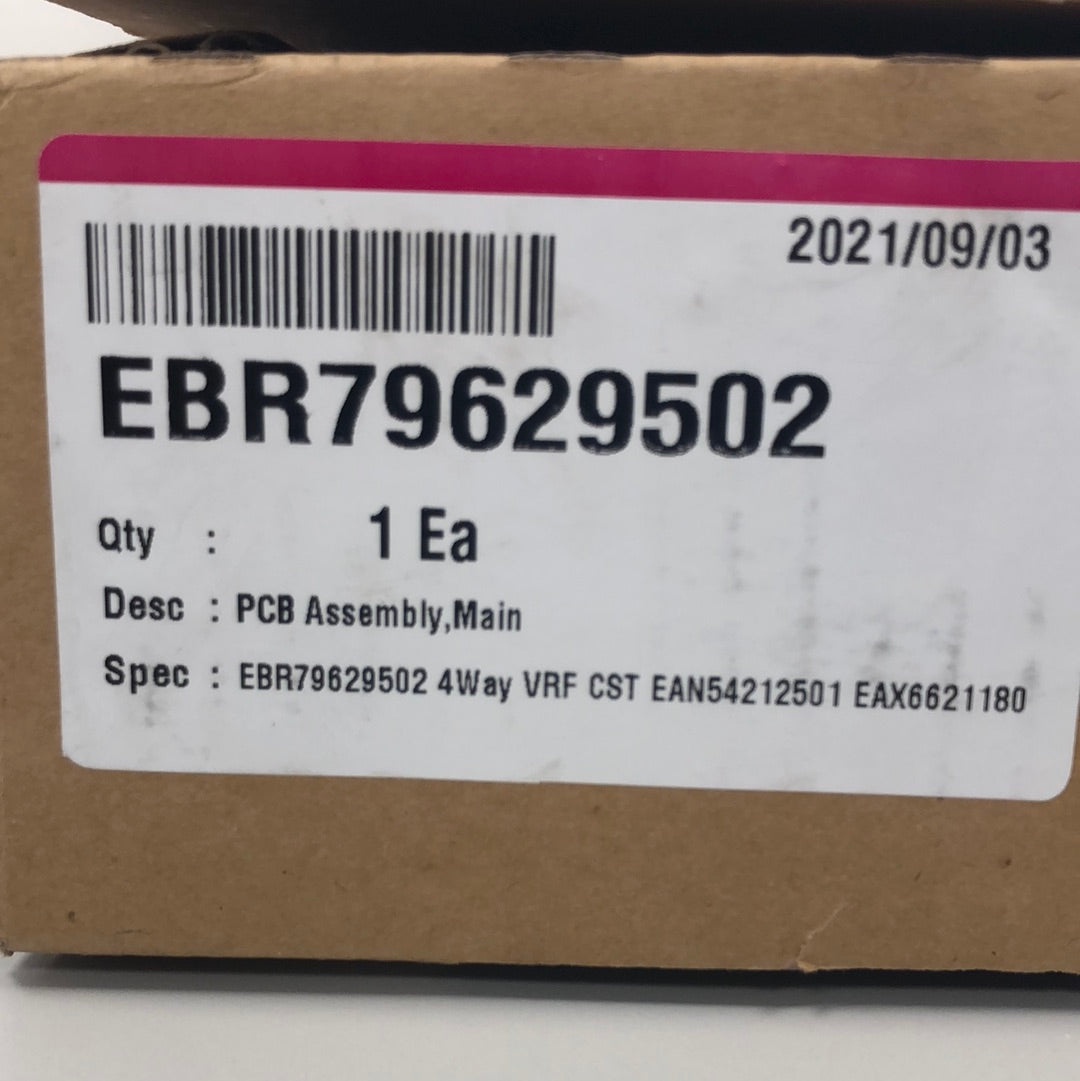 2021/09/03
EBR79629502
Qty : 1 Ea
Desc : PCB Assembly,Main
Spec : EBR79629502 4Way VRF CST EAN54212501 EAX6621180